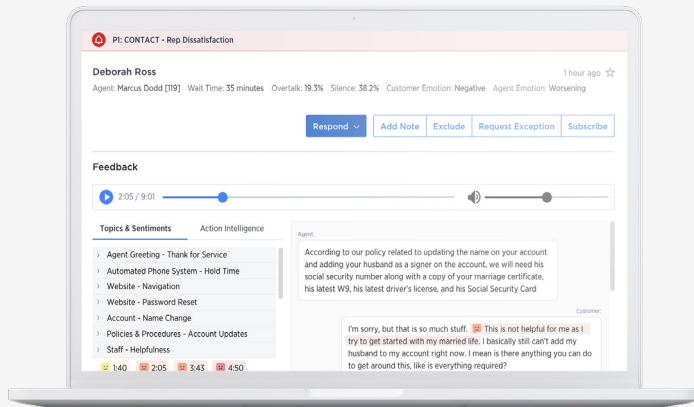 P1: CONTACT - Rep Dissatisfaction
Deborah Ross
1 hour ago
Agent: Marcus Dodd [119] Wait Time: 35 minutes Overtalk: 19.3% Silence: 38.2% Customer Emotion: Negative Agent Emotion: Worsening
Respond Add Note Exclude Request Exception Subscribe
Feedback
2:05 / 9:01
Topics & Sentiments Action Intelligence
Agent Greeting - Thank for Service
Automated Phone System - Hold Time
Website - Navigation
Website - Password Reset
Account - Name Change
Policies & Procedures - Account Updates
Staff - Helpfulness
1:40 2:05 3:43 4:50
Agent:
According to our policy related to updating the name on your account
and adding your husband as a signer on the account, we will need his
social security number along with a copy of your marriage certificate,
his latest W9, his latest driver's license, and his Social Security Card
Customer:
I'm sorry, but that is so much stuff. This is not helpful for me as I
try to get started with my married life. I basically still can't add my
husband to my account right now. I mean is there anything you can do
to get around this, like is everything required?